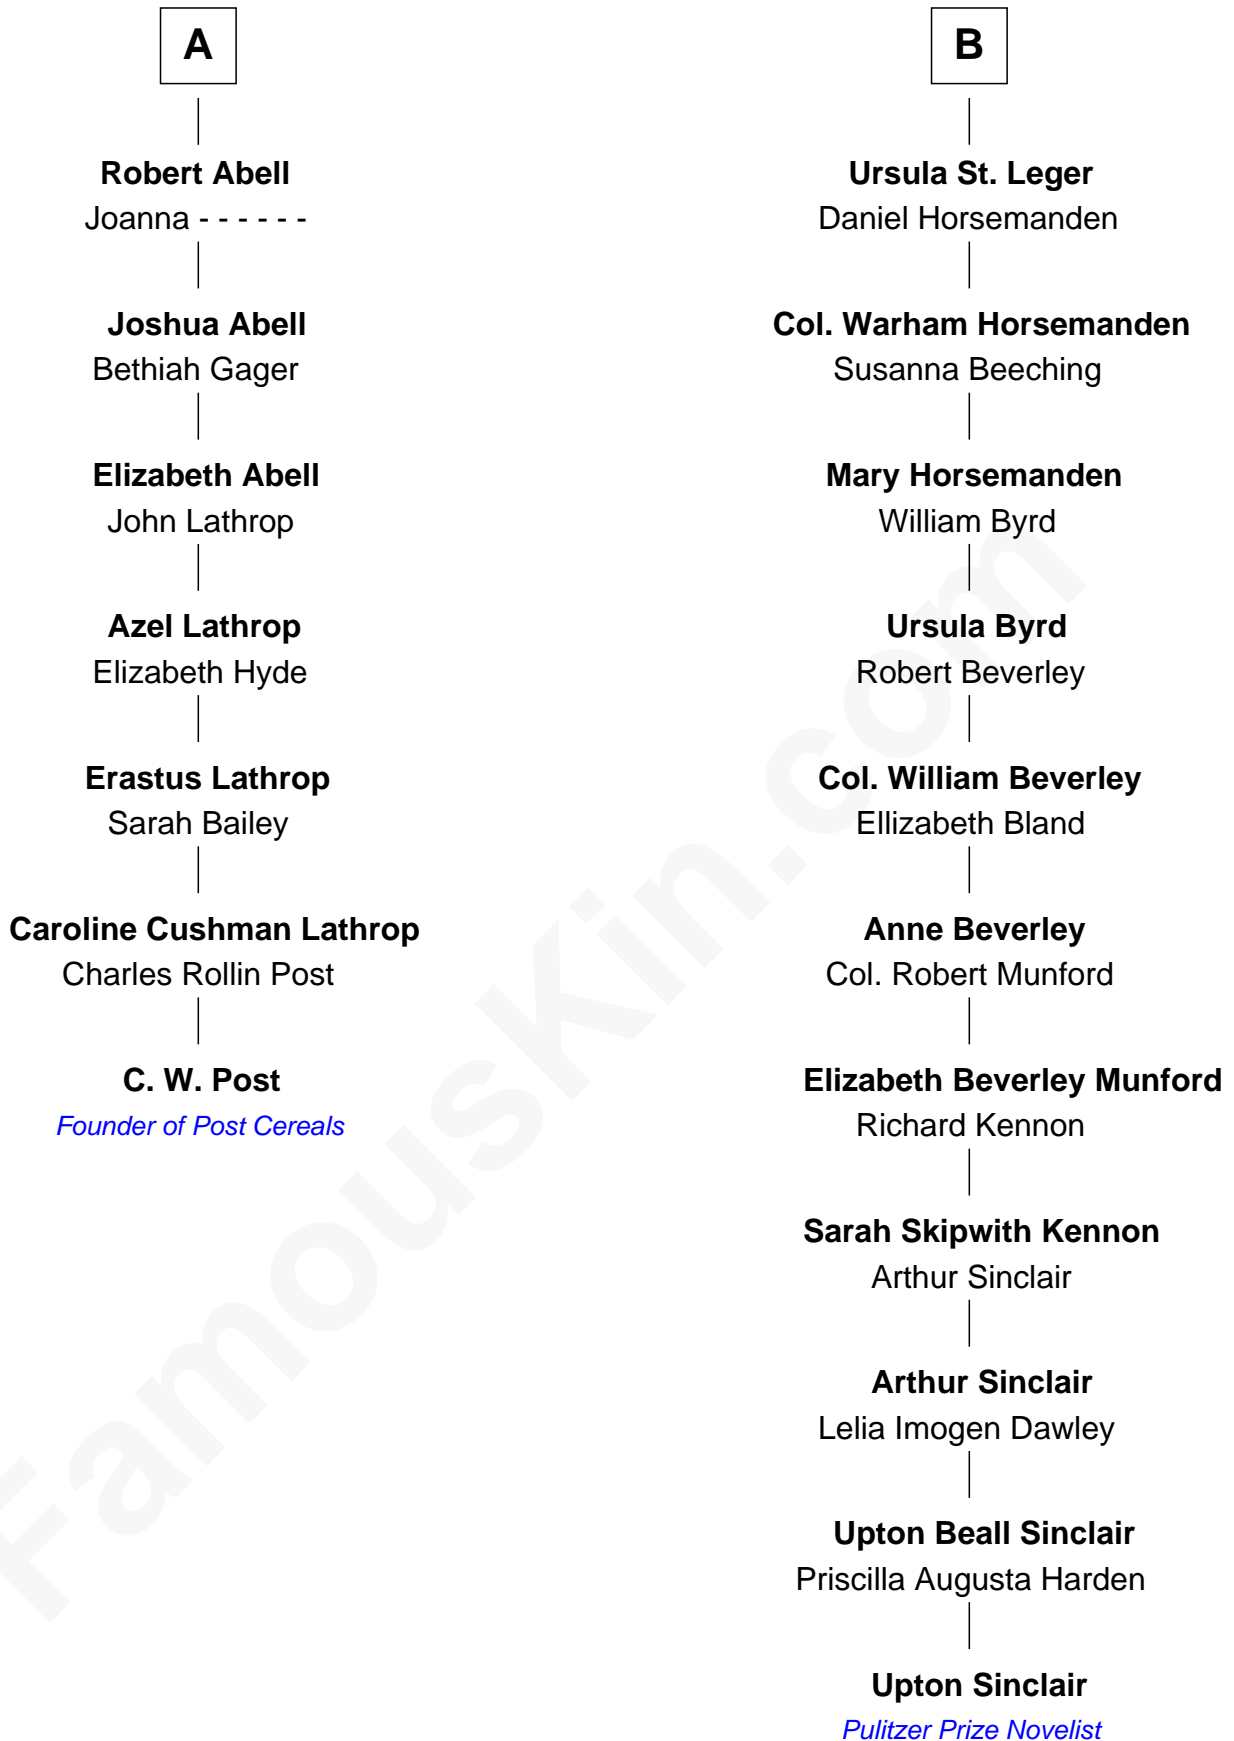 A
Robert Abell
Joanna - - - - - -
Joshua Abell
Bethiah Gager
Elizabeth Abell
John Lathrop
Azel Lathrop
Elizabeth Hyde
Erastus Lathrop
Sarah Bailey
Caroline Cushman Lathrop
Charles Rollin Post
C. W. Post
Founder of Post Cereals
B
Ursula St. Leger
Daniel Horsemanden
Col. Warham Horsemanden
Susanna Beeching
Mary Horsemanden
William Byrd
Ursula Byrd
Robert Beverley
Col. William Beverley
Ellizabeth Bland
Anne Beverley
Col. Robert Munford
Elizabeth Beverley Munford
Richard Kennon
Sarah Skipwith Kennon
Arthur Sinclair
Arthur Sinclair
Lelia Imogen Dawley
Upton Beall Sinclair
Priscilla Augusta Harden
Upton Sinclair
Pulitzer Prize Novelist
FamousKin.com